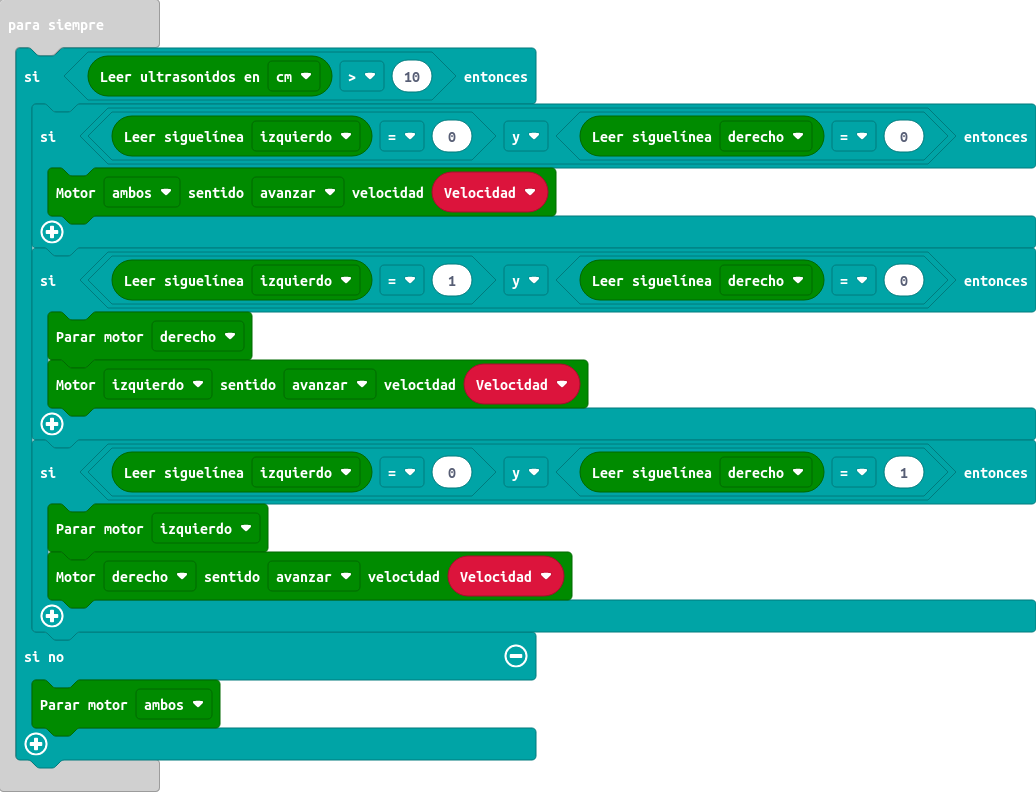 para siempre
si Leer ultrasonidos en cm > 10 entonces
si Leer siguelínea izquierdo = 0 y Leer siguelínea derecho = 0 entonces
Motor ambos sentido avanzar velocidad Velocidad
si Leer siguelínea izquierdo = 1 y Leer siguelínea derecho = 0 entonces
Parar motor derecho
Motor izquierdo sentido avanzar velocidad Velocidad
si Leer siguelínea izquierdo = 0 y Leer siguelínea derecho = 1 entonces
Parar motor izquierdo
Motor derecho sentido avanzar velocidad Velocidad
si no
Parar motor ambos